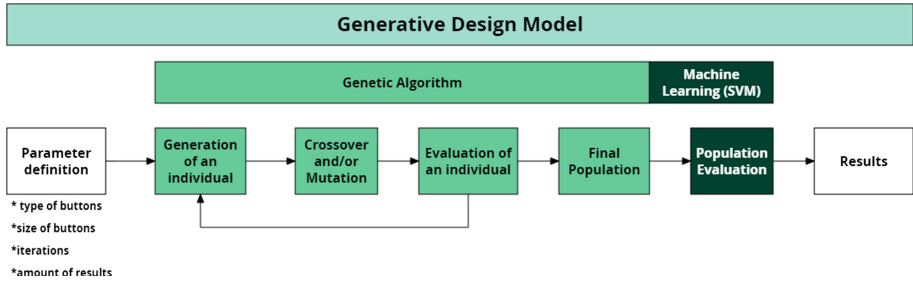 Generative Design Model
Genetic Algorithm
Machine
Learning (SVM)
Parameter
definition
Generation
of an
individual
Crossover
and/or
Mutation
Evaluation of
an individual
Final
Population
Population
Evaluation
Results
* type of buttons
*size of buttons
*iterations
*amount of results